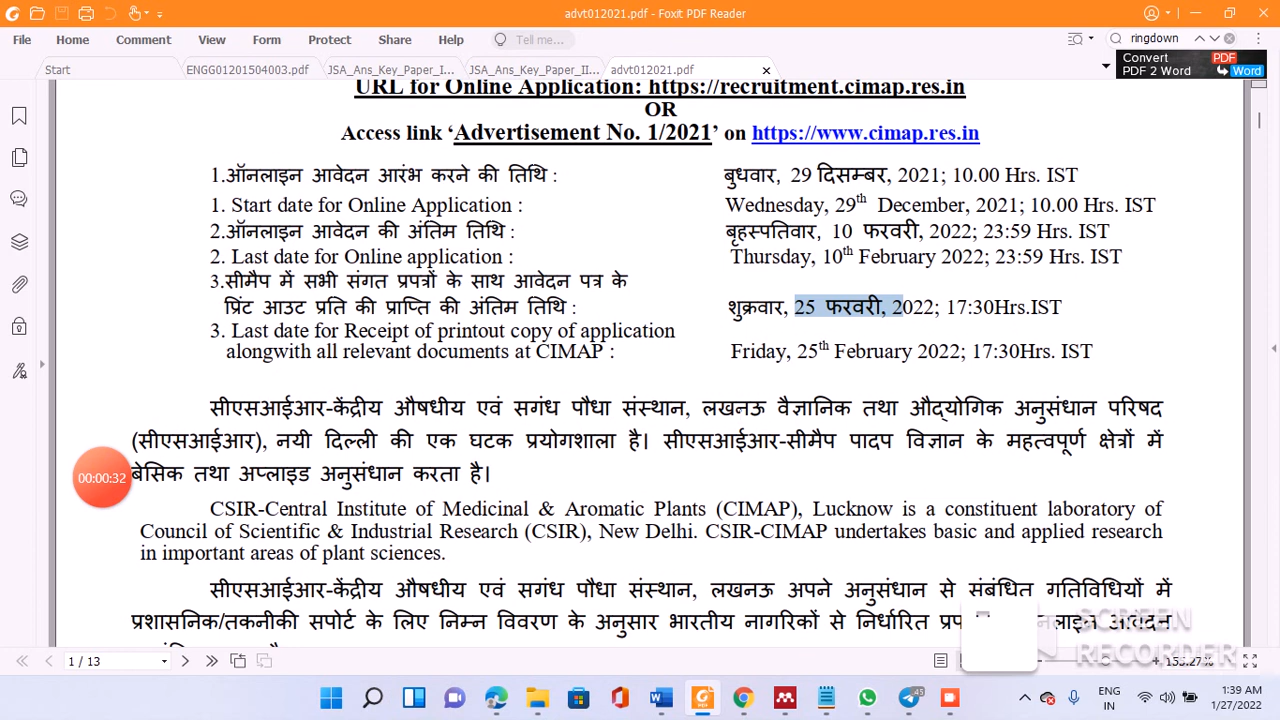 advt012021.pdf - Foxit PDF Reader
File Home Comment View Form Protect Share Help Tell me...
ringdown
Start ENGG01201504003.pdf JSA_Ans_Key_Paper_I... JSA_Ans_Key_Paper_II... advt012021.pdf
Convert PDF
PDF 2 Word Word
URL for Online Application: https://recruitment.cimap.res.in
OR
Access link ‘Advertisement No. 1/2021’ on https://www.cimap.res.in
1.ऑनलाइन आवेदन आरंभ करने की तिथि : बुधवार, 29 दिसम्बर, 2021; 10.00 Hrs. IST
1. Start date for Online Application : Wednesday, 29th December, 2021; 10.00 Hrs. IST
2.ऑनलाइन आवेदन की अंतिम तिथि : बृहस्पतिवार, 10 फरवरी, 2022; 23:59 Hrs. IST
2. Last date for Online application : Thursday, 10th February 2022; 23:59 Hrs. IST
3.सीमैप में सभी संगत प्रपत्रों के साथ आवेदन पत्र के
प्रिंट आउट प्रति की प्राप्ति की अंतिम तिथि : शुक्रवार, 25 फरवरी, 2022; 17:30Hrs.IST
3. Last date for Receipt of printout copy of application
alongwith all relevant documents at CIMAP : Friday, 25th February 2022; 17:30Hrs. IST
सीएसआईआर-केंद्रीय औषधीय एवं सगंध पौधा संस्थान, लखनऊ वैज्ञानिक तथा औद्योगिक अनुसंधान परिषद
(सीएसआईआर), नयी दिल्ली की एक घटक प्रयोगशाला है। सीएसआईआर-सीमैप पादप विज्ञान के महत्वपूर्ण क्षेत्रों में
00:00:32
बेसिक तथा अप्लाइड अनुसंधान करता है।
CSIR-Central Institute of Medicinal & Aromatic Plants (CIMAP), Lucknow is a constituent laboratory of
Council of Scientific & Industrial Research (CSIR), New Delhi. CSIR-CIMAP undertakes basic and applied research
in important areas of plant sciences.
सीएसआईआर-केंद्रीय औषधीय एवं सगंध पौधा संस्थान, लखनऊ अपने अनुसंधान से संबंधित गतिविधियों में
प्रशासनिक/तकनीकी सपोर्ट के लिए निम्न विवरण के अनुसार भारतीय नागरिकों से निर्धारित आवेदन
SCREEN
RECORDER
1 / 13 153.27%
45
ENG 1:39 AM
IN 1/27/2022